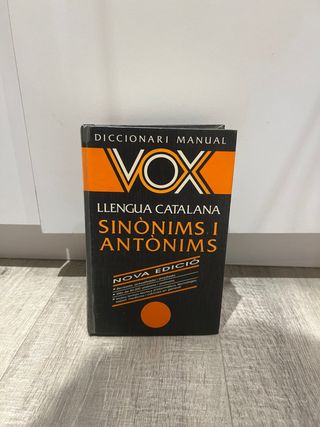 DICCIONARI MANUAL
VOX
LLENGUA CATALANA
SINÒNIMS I
ANTÒNIMS
NOVA EDICIÓ